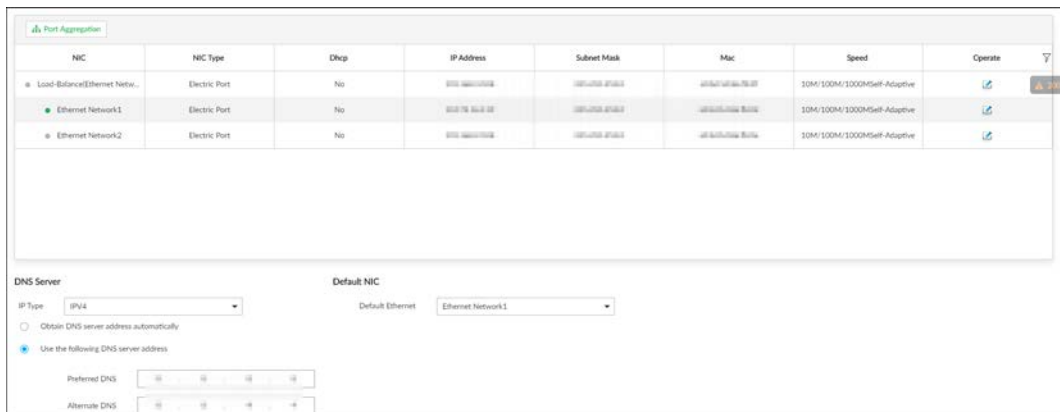 Port Aggregation
NIC NIC Type Dhcp IP Address Subnet Mask Mac Speed Operate
Load-Balance(Ethernet Netw... Electric Port No 10M/100M/1000MSelf-Adaptive
Ethernet Network1 Electric Port No 10M/100M/1000MSelf-Adaptive
Ethernet Network2 Electric Port No 10M/100M/1000MSelf-Adaptive
DNS Server Default NIC
IP Type IPV4 Default Ethernet Ethernet Network1
Obtain DNS server address automatically
Use the following DNS server address
Preferred DNS
Alternate DNS